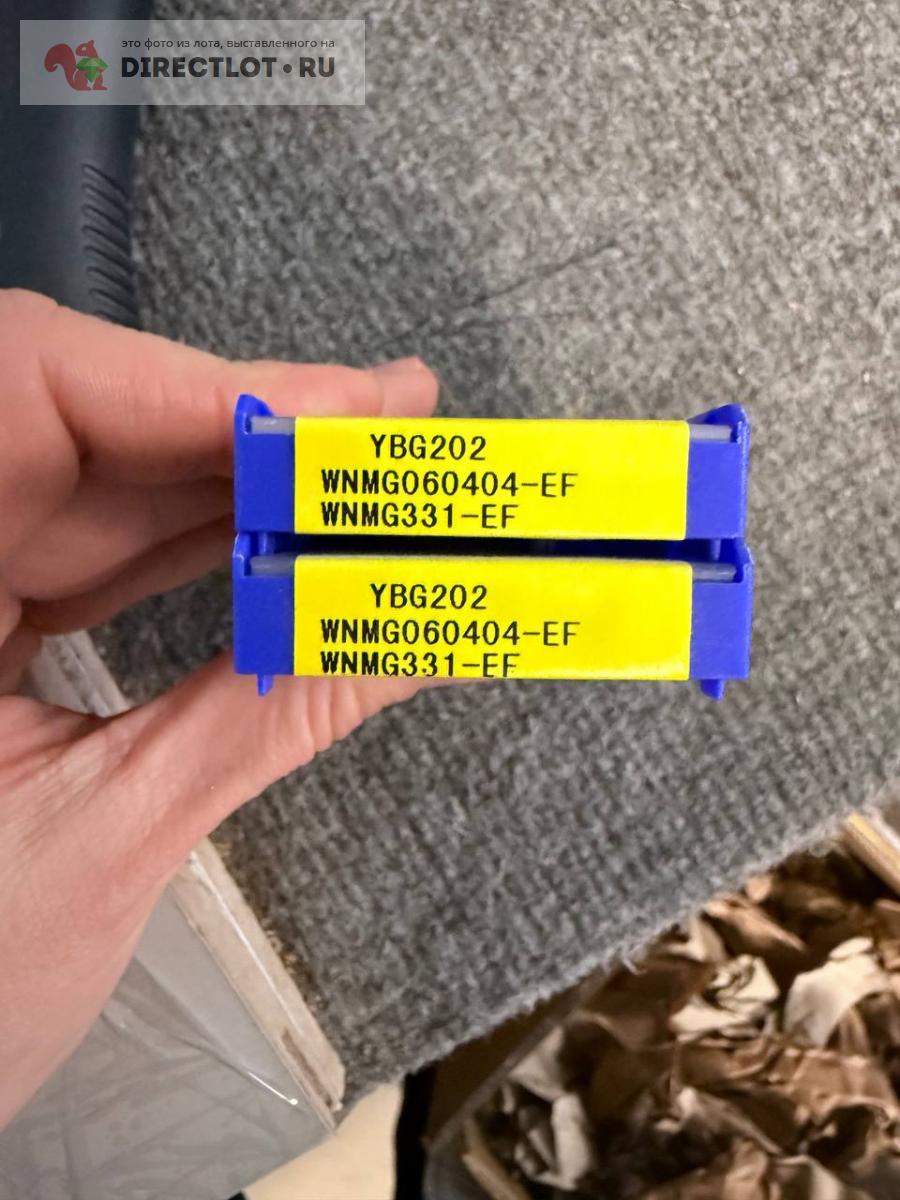 это фото из лота, выставленного на
DIRECTLOT•RU
YBG202
WNMG060404-EF
WNMG331-EF
YBG202
WNMG060404-EF
WNMG331-EF